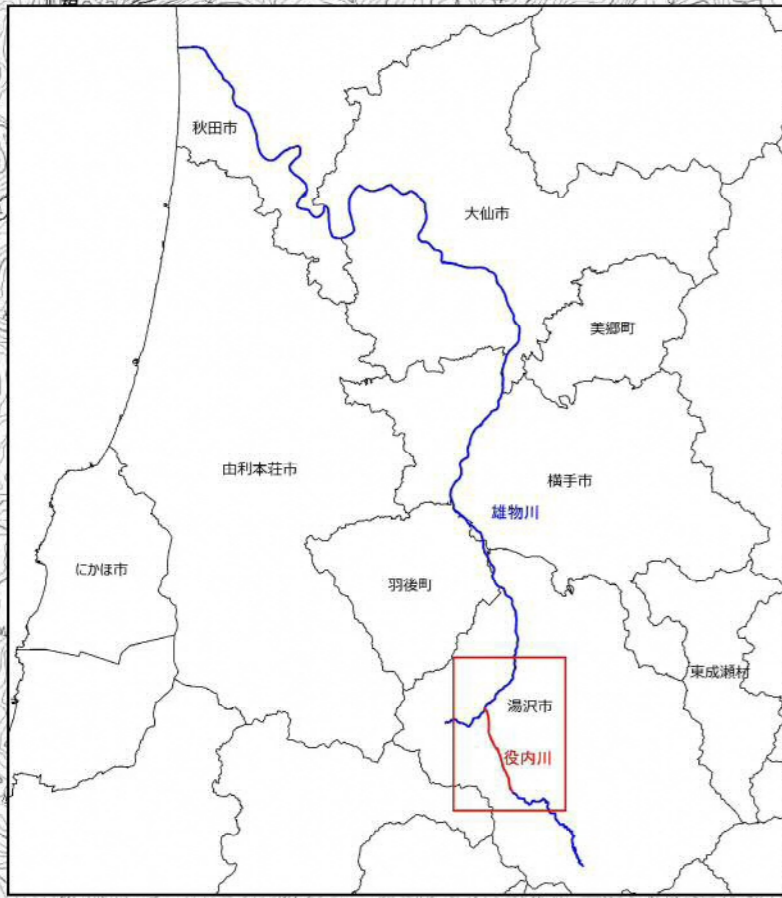 秋田市
大仙市
美郷町
由利本荘市
横手市
雄物川
にかほ市
羽後町
東成瀬村
湯沢市
役内川